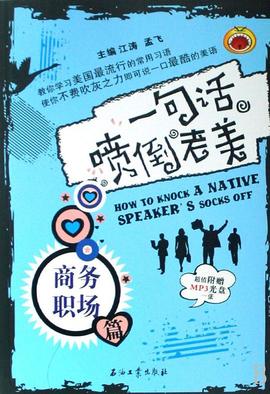 主编 江涛 孟飞
教你学习美国最流行的常用习语
使你不费吹灰之力即可说一口最酷的美语
一句话
喷倒老美
HOW TO KNOCK A NATIVE
SPEAKER'S SOCKS OFF
超值附赠
MP3光盘
一张
商务
职场
篇
石油工业出版社